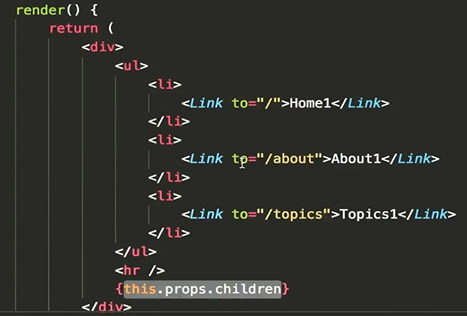 render() {
return (
<div>
<ul>
<li>
<Link to="/">Home1</Link>
</li>
<li>
<Link to="/about">About1</Link>
</li>
<li>
<Link to="/topics">Topics1</Link>
</li>
</ul>
<hr />
{this.props.children}
</div>